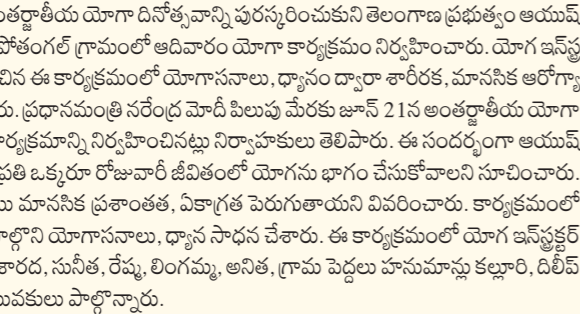 ంతర్జాతీయ యోగా దినోత్సవాన్ని పురస్కరించుకుని తెలంగాణ ప్రభుత్వం ఆయుష్
పోతంగల్ గ్రామంలో ఆదివారం యోగా కార్యక్రమం నిర్వహించారు. యోగ ఇన్‌స్ట్ర
చిన ఈ కార్యక్రమంలో యోగాసనాలు, ధ్యానం ద్వారా శారీరక, మానసిక ఆరోగ్యా
రు. ప్రధానమంత్రి నరేంద్ర మోదీ పిలుపు మేరకు జూన్ 21న అంతర్జాతీయ యోగా
ార్యక్రమాన్ని నిర్వహించినట్లు నిర్వాహకులు తెలిపారు. ఈ సందర్భంగా ఆయుష్
ప్రతి ఒక్కరూ రోజువారీ జీవితంలో యోగను భాగం చేసుకోవాలని సూచించారు.
మానసిక ప్రశాంతత, ఏకాగ్రత పెరుగుతాయని వివరించారు. కార్యక్రమంలో
ాల్గొని యోగాసనాలు, ధ్యాన సాధన చేశారు. ఈ కార్యక్రమంలో యోగ ఇన్‌స్ట్రక్టర్
శారద, సునీత, రేష్మ, లింగమ్మ, అనిత, గ్రామ పెద్దలు హనుమాన్లు కల్లూరి, దిలీప్
ువకులు పాల్గొన్నారు.